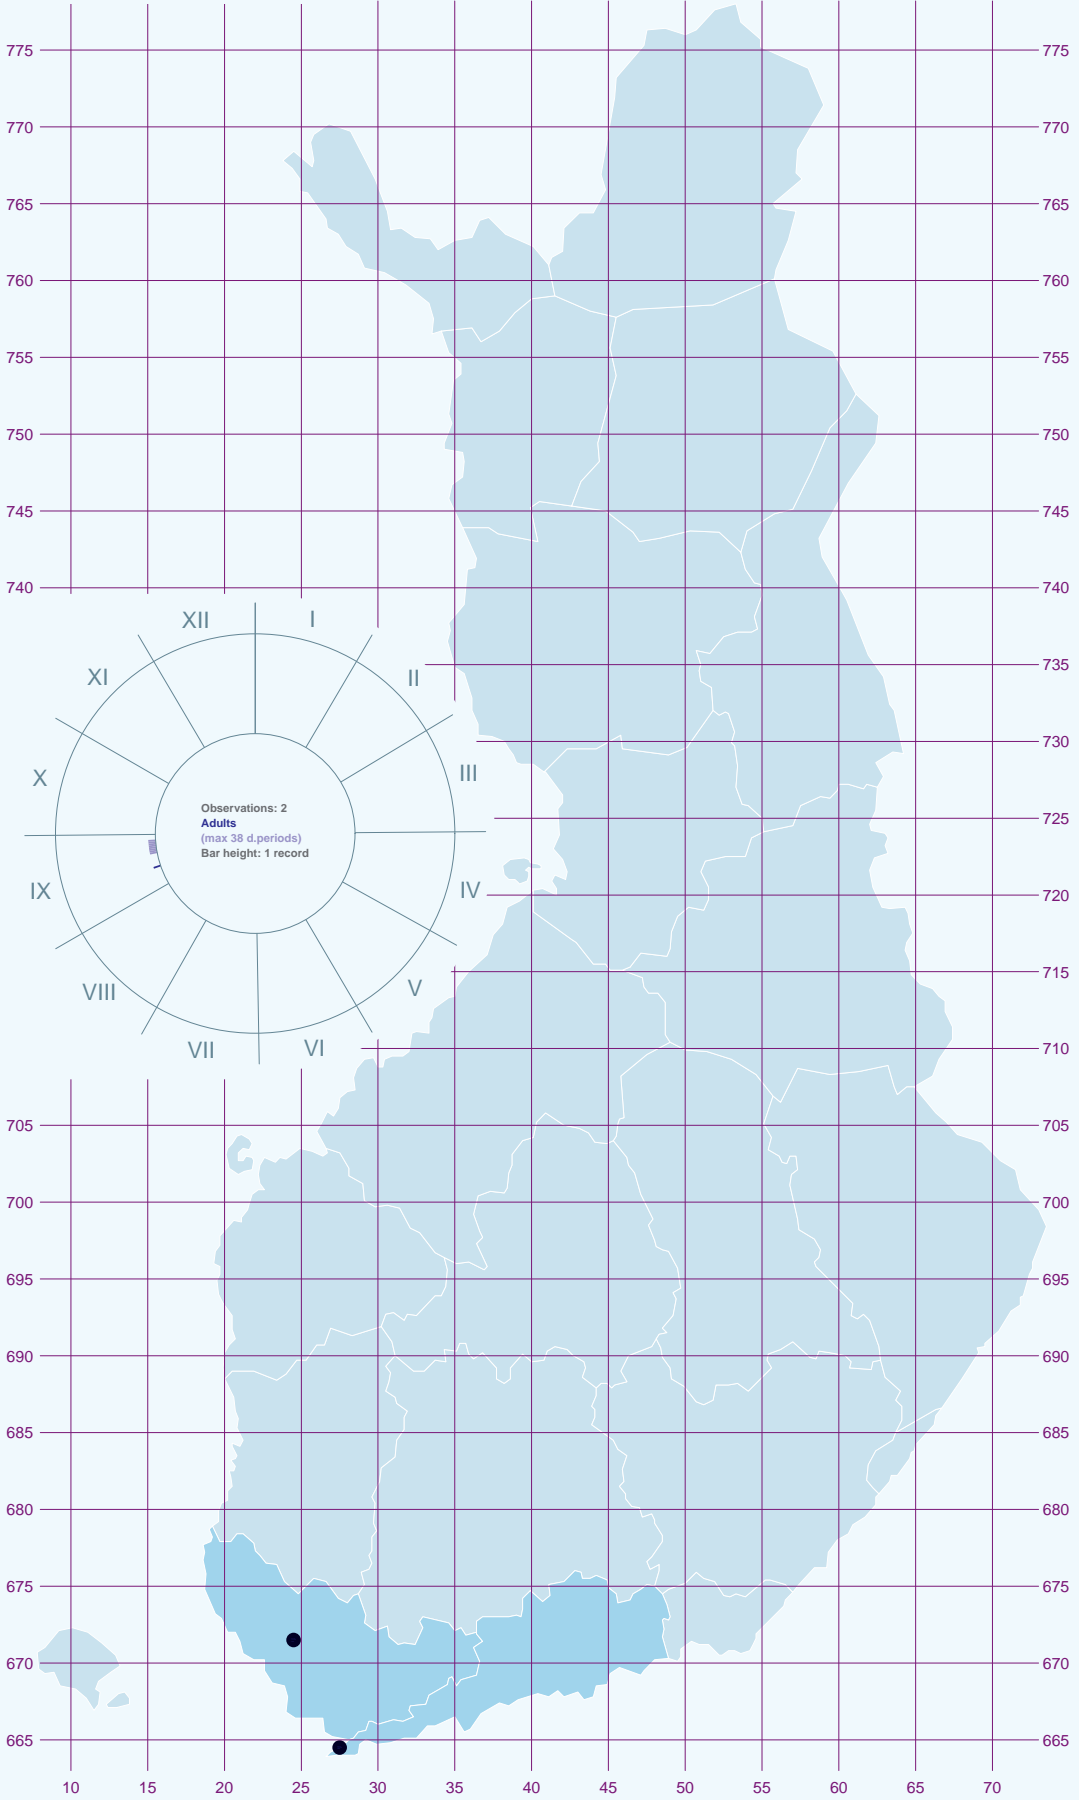 775 775
770 770
765 765
760 760
755 755
750 750
745 745
740 740
XII I
XI II
735
730
X III
Observations: 2
Adults
(max 38 d.periods)
Bar height: 1 record
725
IX IV
720
715
VIII V
VII VI
710
705 705
700 700
695 695
690 690
685 685
680 680
675 675
670 670
665 665
10 15 20 25 30 35 40 45 50 55 60 65 70